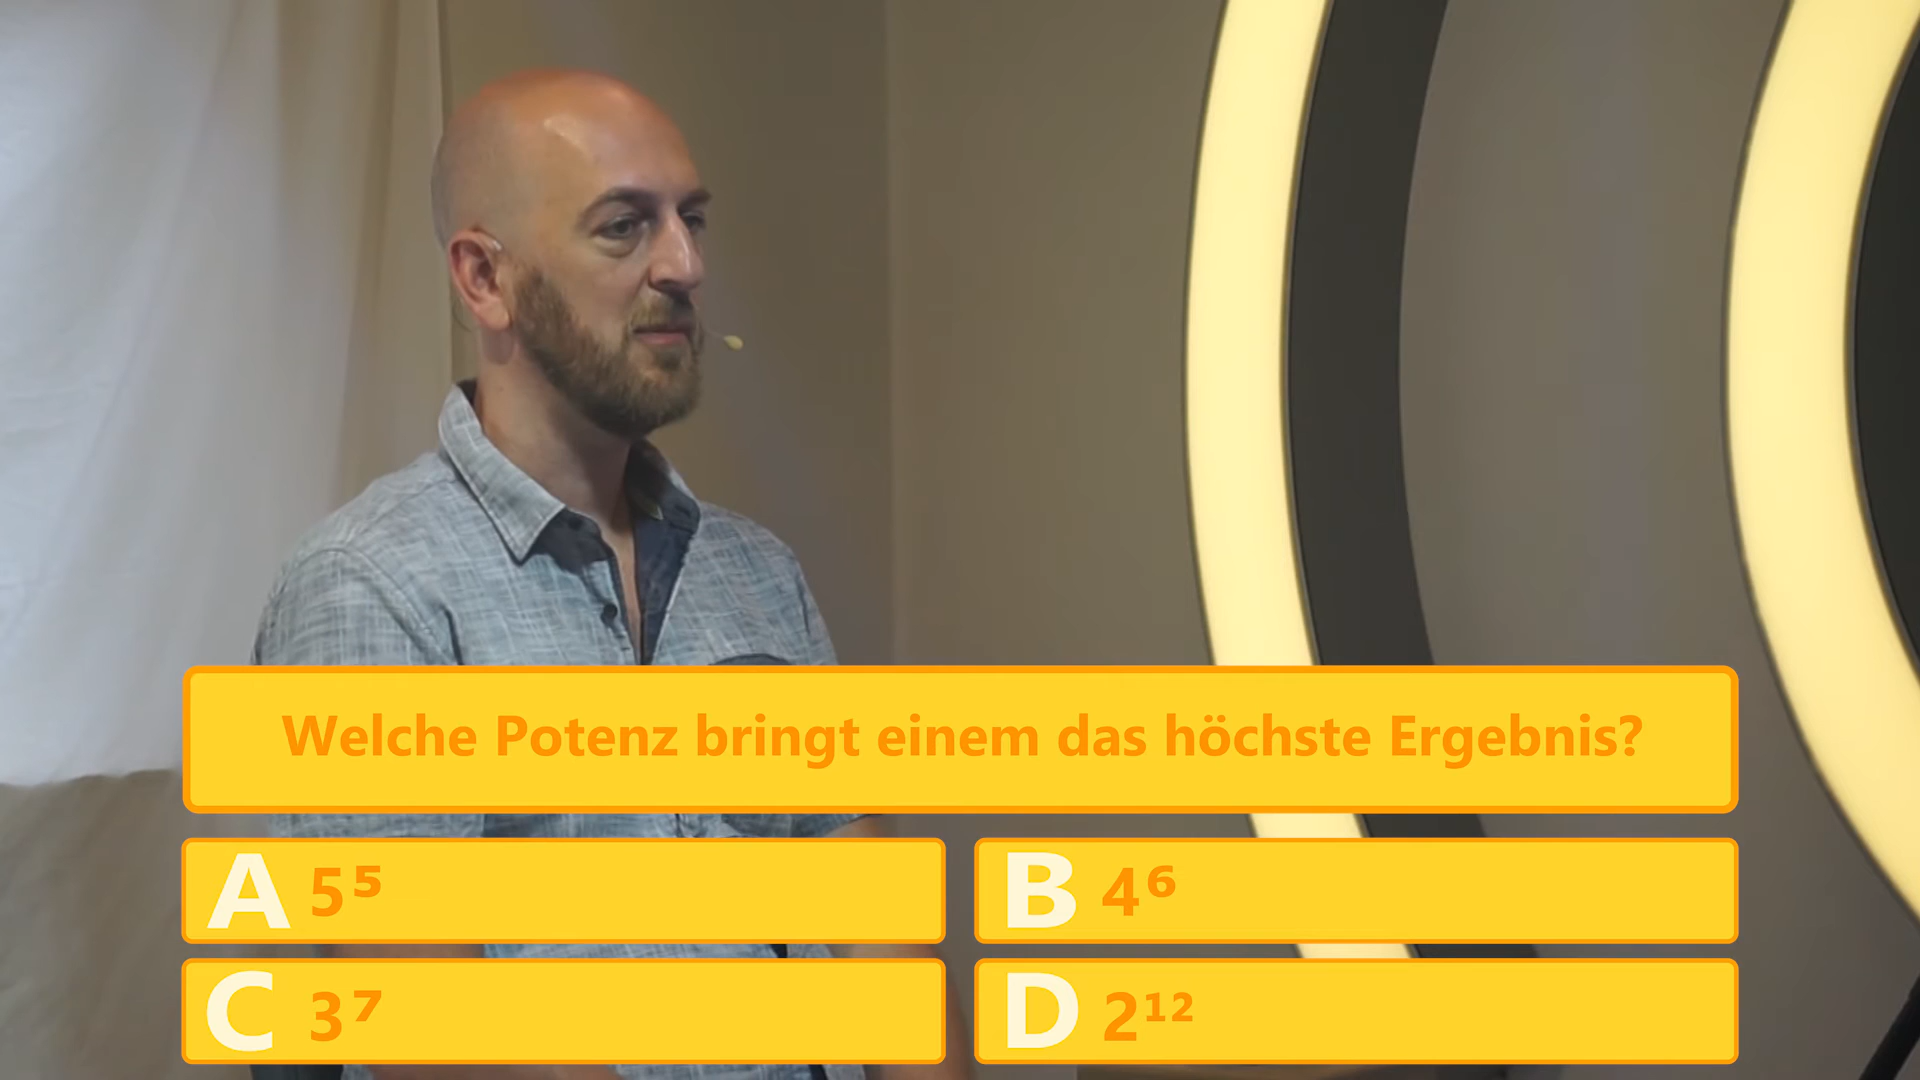 Welche Potenz bringt einem das höchste Ergebnis?
A 5⁵
B 4⁶
C 3⁷
D 2¹²